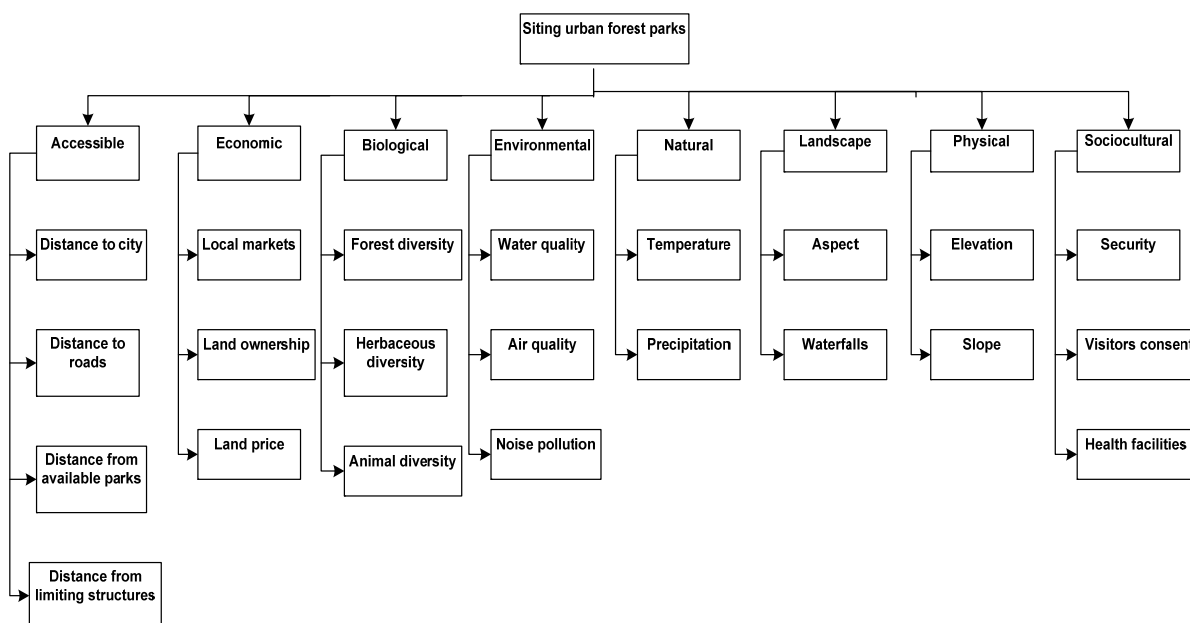 Siting urban forest parks
Accessible
Economic
Biological
Environmental
Natural
Landscape
Physical
Sociocultural
Distance to city
Local markets
Forest diversity
Water quality
Temperature
Aspect
Elevation
Security
Distance to
roads
Land ownership
Herbaceous
diversity
Air quality
Precipitation
Waterfalls
Slope
Visitors consent
Distance from
available parks
Land price
Animal diversity
Noise pollution
Health facilities
Distance from
limiting structures